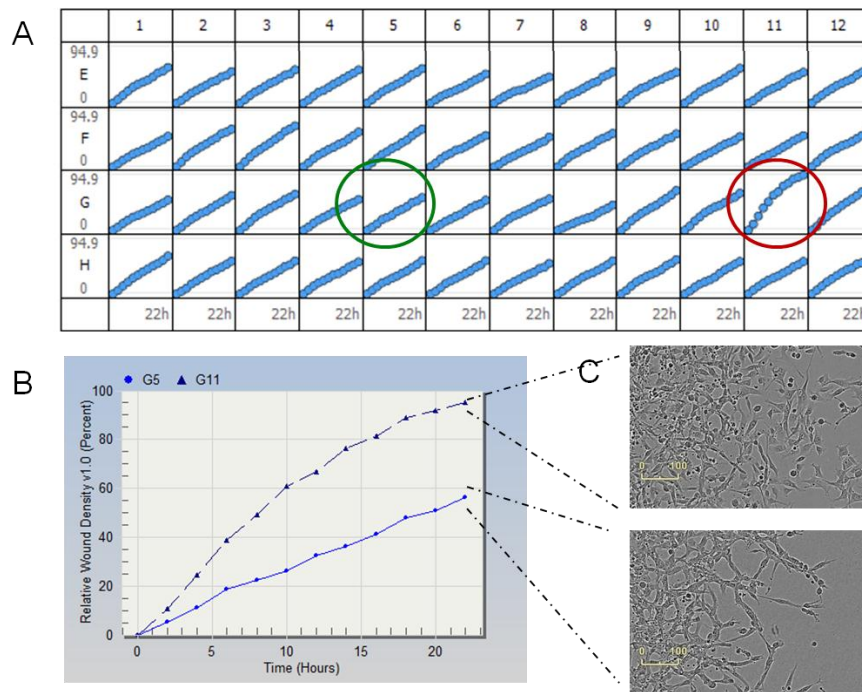 A
1 2 3 4 5 6 7 8 9 10 11 12
94.9
E
0
94.9
F
0
94.9
G
0
94.9
H
0
22h 22h 22h 22h 22h 22h 22h 22h 22h 22h 22h 22h
B
G5 G11
Relative Wound Density v1.0 (Percent)
100
80
60
40
20
0
0 5 10 15 20
Time (Hours)
C
0 100
0 100